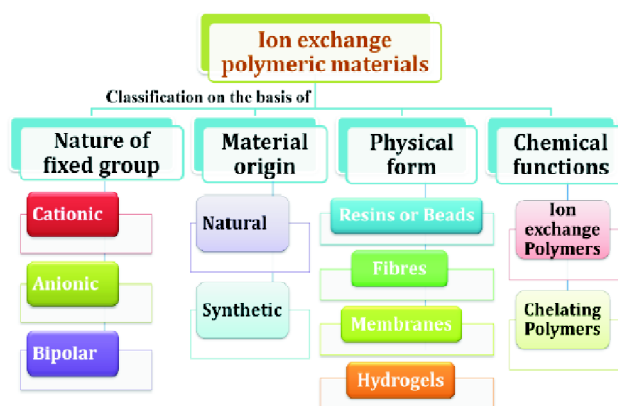 Ion exchange
polymeric materials
Classification on the basis of
Nature of
fixed group
Cationic
Anionic
Bipolar
Material
origin
Natural
Synthetic
Physical
form
Resins or Beads
Fibres
Membranes
Hydrogels
Chemical
functions
Ion
exchange
Polymers
Chelating
Polymers